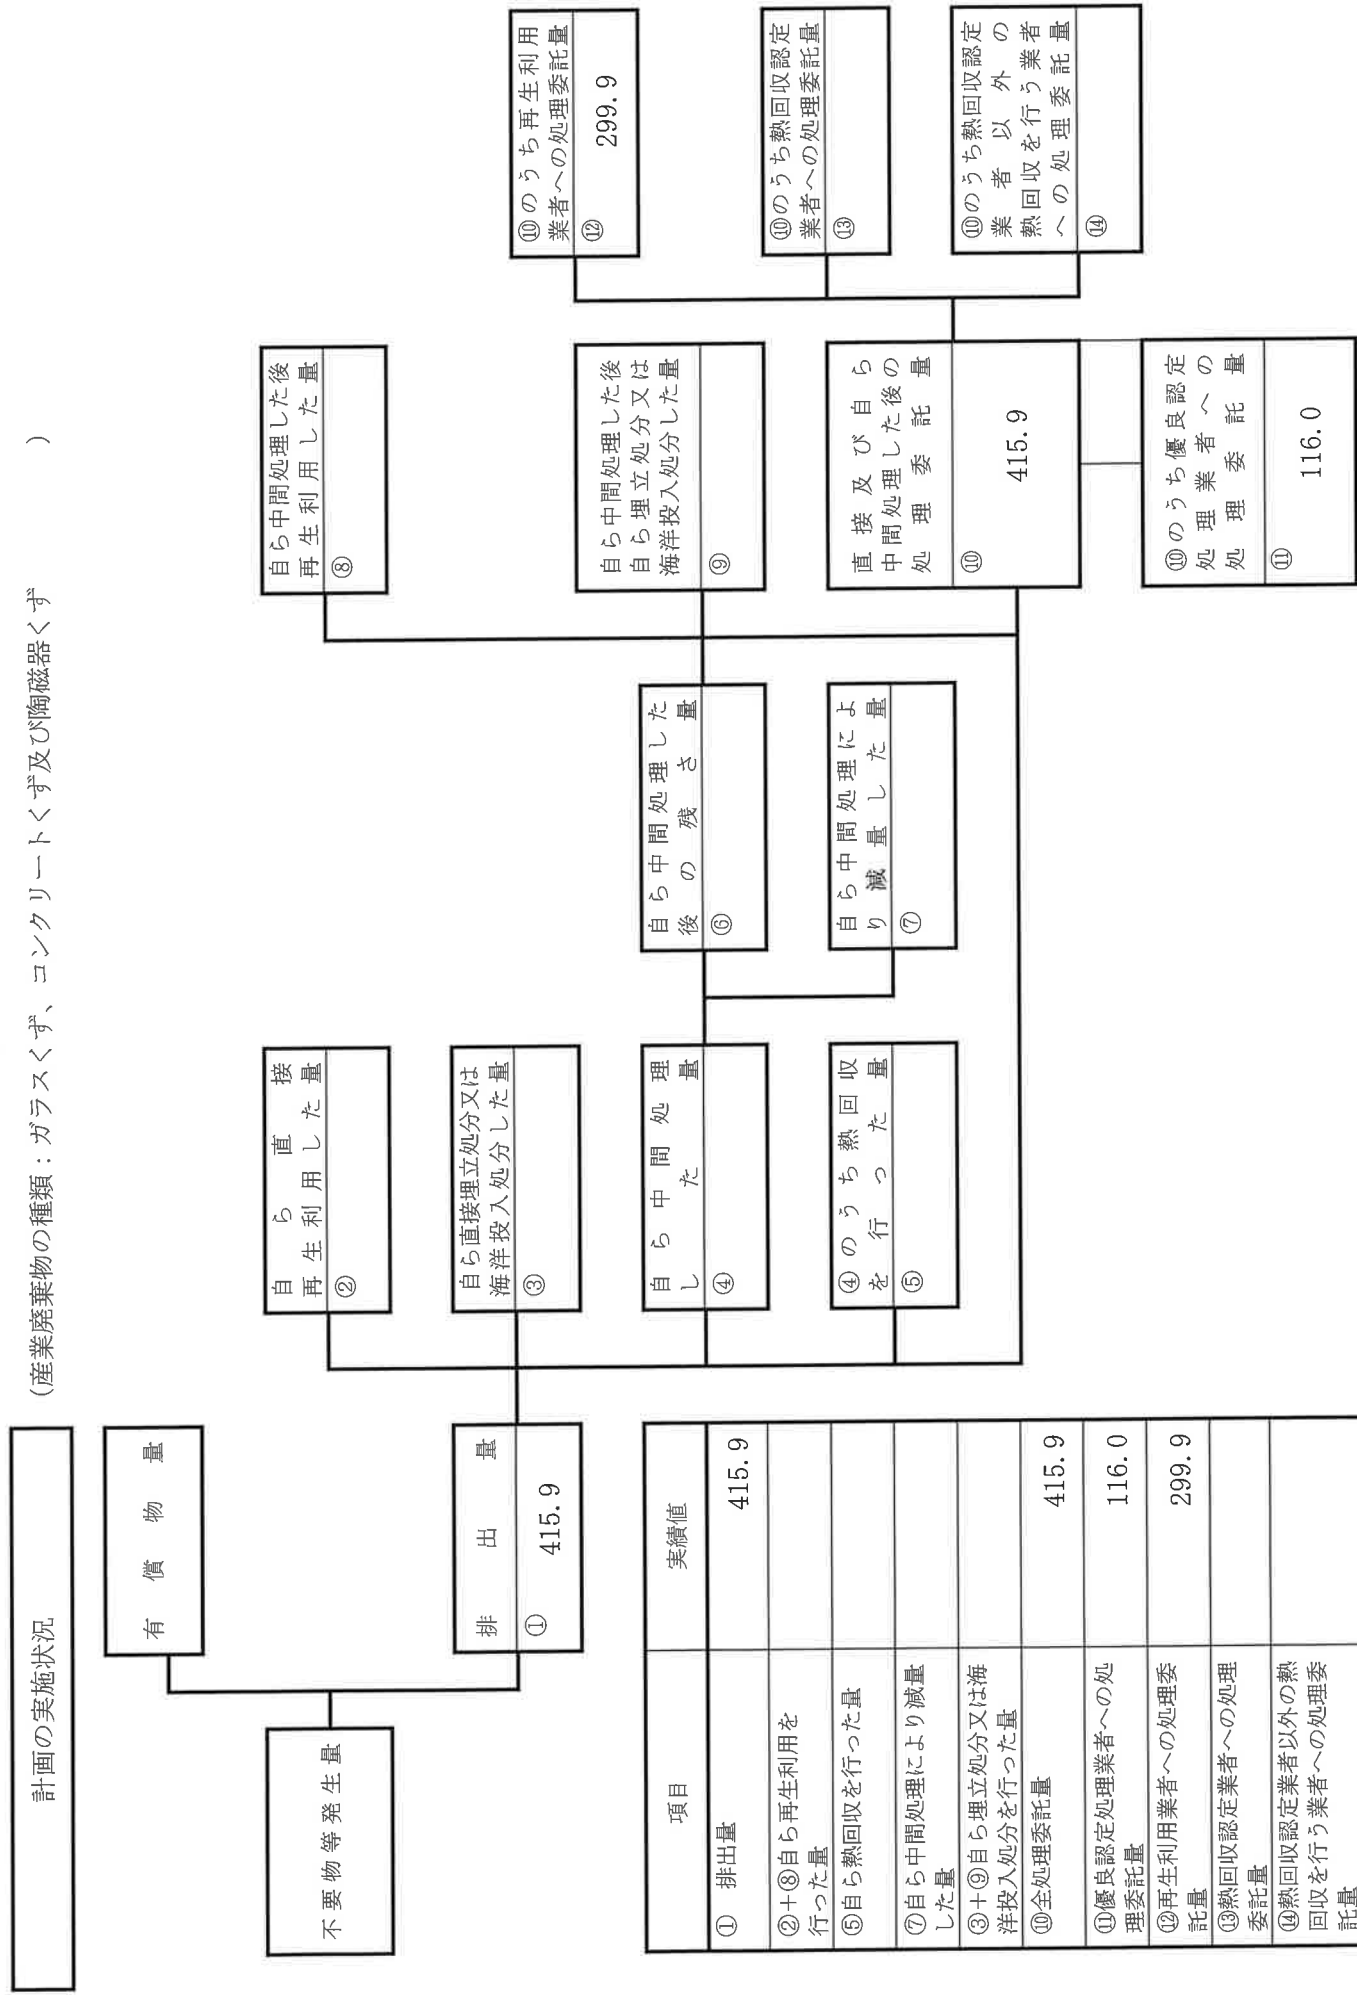 計画の実施状況
(産業廃棄物の種類：ガラスくず、コンクリートくず及び陶磁器くず　　　)
不要物等発生量
有償物量
排出量
① 415.9
自ら直接
再生利用した量
②
自ら直接埋立処分又は
海洋投入処分した量
③
自ら中間処理
した量
④
④のうち熱回収
を行った量
⑤
自ら中間処理した
後の残さ量
⑥
自ら中間処理によ
り減量した量
⑦
自ら中間処理した後
再生利用した量
⑧
自ら中間処理した後
自ら埋立処分又は
海洋投入処分した量
⑨
直接及び自ら
中間処理した後の
処理委託量
⑩ 415.9
⑩のうち優良認定
処理業者への
処理委託量
⑪ 116.0
⑩のうち再生利用
業者への処理委託量
⑫ 299.9
⑩のうち熱回収認定
業者への処理委託量
⑬
⑩のうち熱回収認定
業者以外の
熱回収を行う業者
への処理委託量
⑭
項目 実績値
① 排出量 415.9
②＋⑧自ら再生利用を
行った量
⑤自ら熱回収を行った量
⑦自ら中間処理により減量
した量
③＋⑨自ら埋立処分又は海
洋投入処分を行った量
⑩全処理委託量 415.9
⑪優良認定処理業者への処
理委託量 116.0
⑫再生利用業者への処理委
託量 299.9
⑬熱回収認定業者への処理
委託量
⑭熱回収認定業者以外の熱
回収を行う業者への処理委
託量